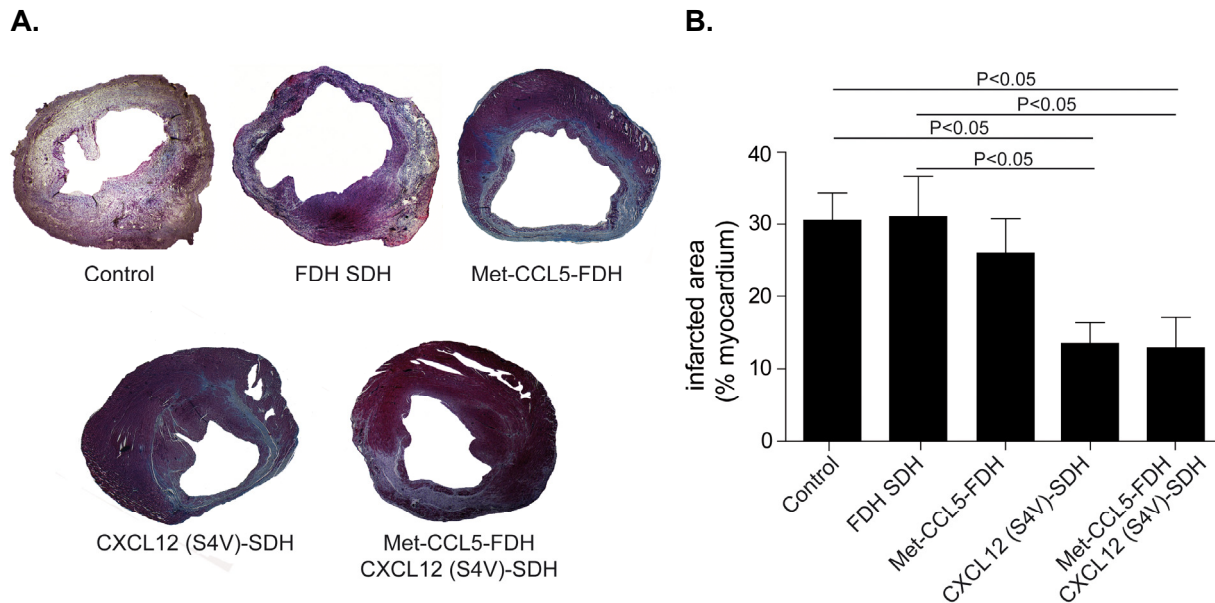 A.
Control
FDH SDH
Met-CCL5-FDH
CXCL12 (S4V)-SDH
Met-CCL5-FDH
CXCL12 (S4V)-SDH
B.
P<0.05
P<0.05
P<0.05
P<0.05
infarcted area
(% myocardium)
40
30
20
10
0
Control
FDH SDH
Met-CCL5-FDH
CXCL12 (S4V)-SDH
Met-CCL5-FDH
CXCL12 (S4V)-SDH